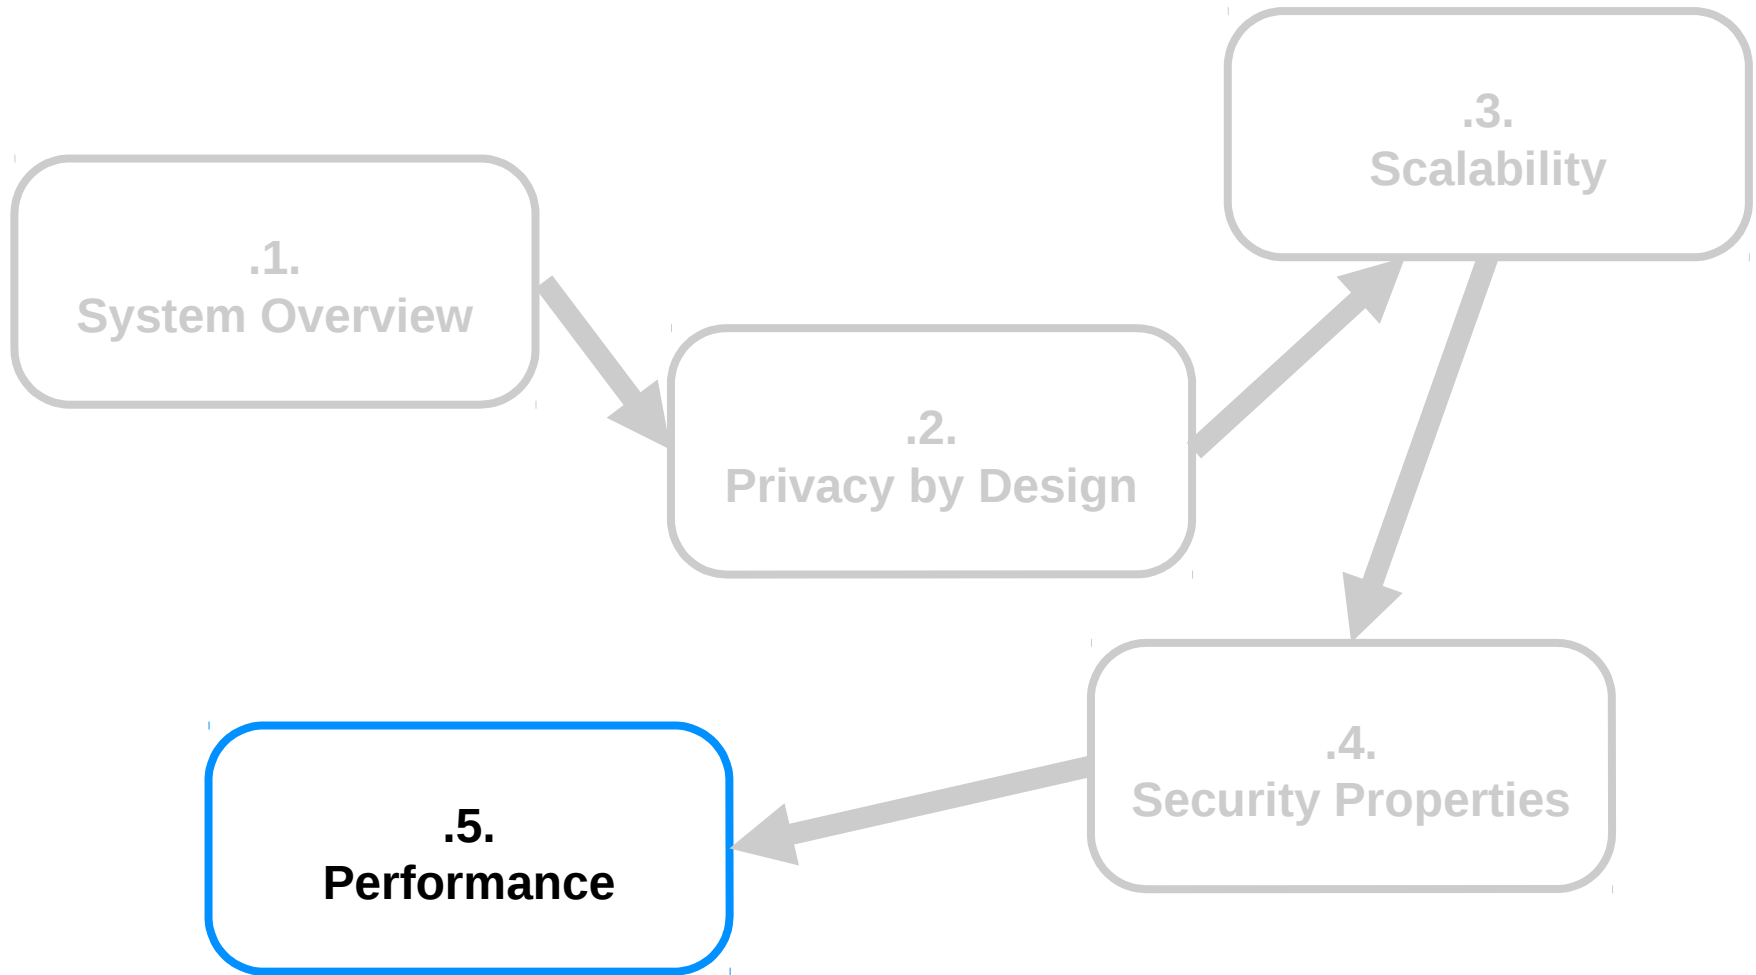 .1.
System Overview
.2.
Privacy by Design
.3.
Scalability
.4.
Security Properties
.5.
Performance